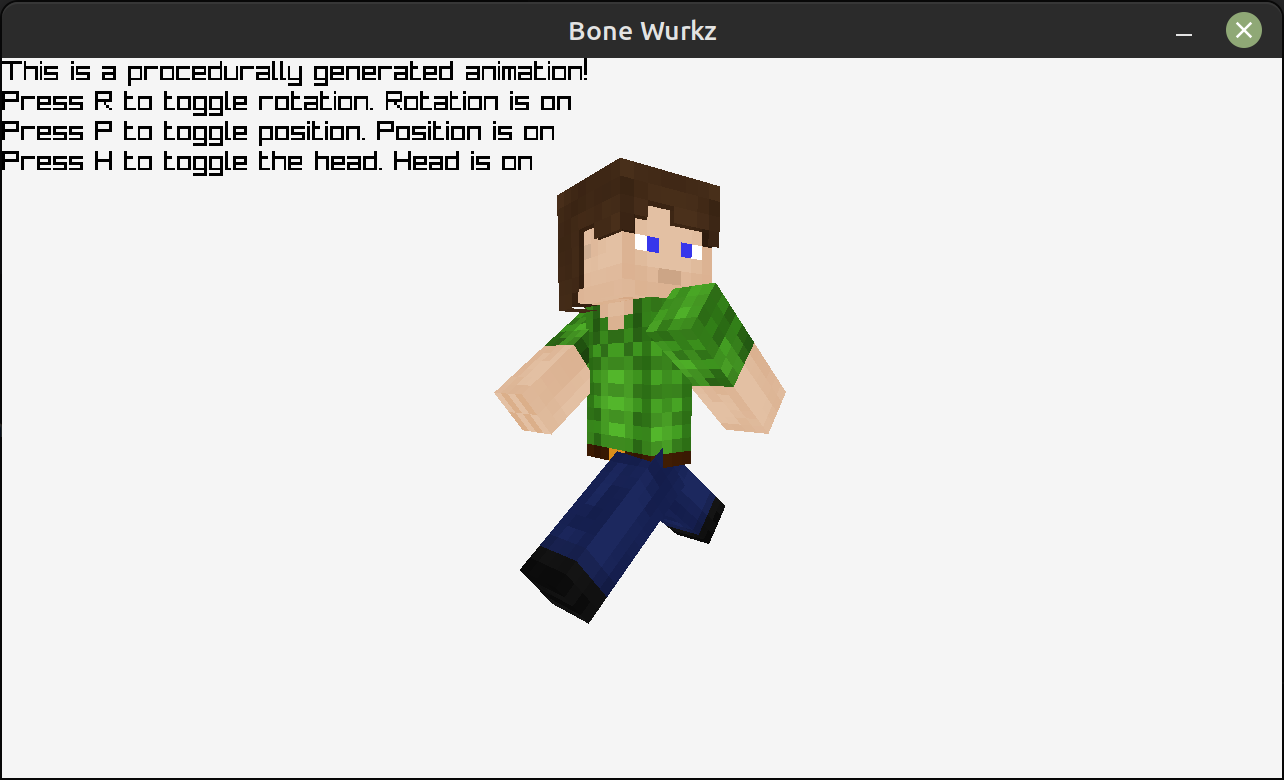 Bone Wurkz
This is a procedurally generated animation!
Press R to toggle rotation. Rotation is on
Press P to toggle position. Position is on
Press H to toggle the head. Head is on